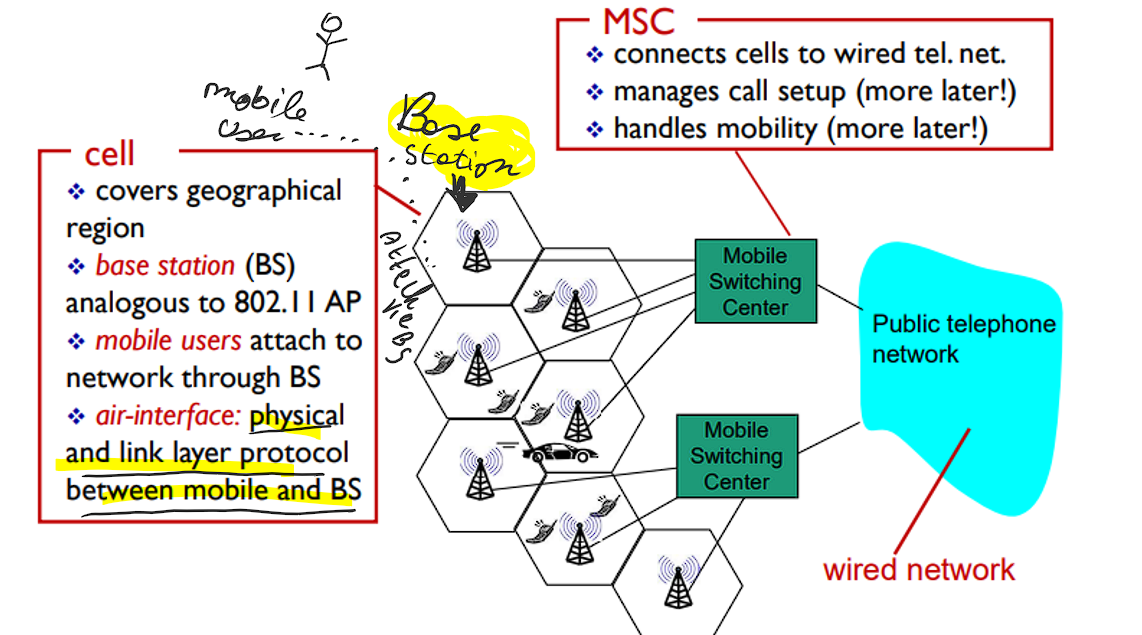 MSC
❖ connects cells to wired tel. net.
❖ manages call setup (more later!)
❖ handles mobility (more later!)
mobile
user
Base
station
Attach
BS
cell
❖ covers geographical
region
❖ base station (BS)
analogous to 802.11 AP
❖ mobile users attach to
network through BS
❖ air-interface: physical
and link layer protocol
between mobile and BS
Mobile
Switching
Center
Public telephone
network
Mobile
Switching
Center
wired network